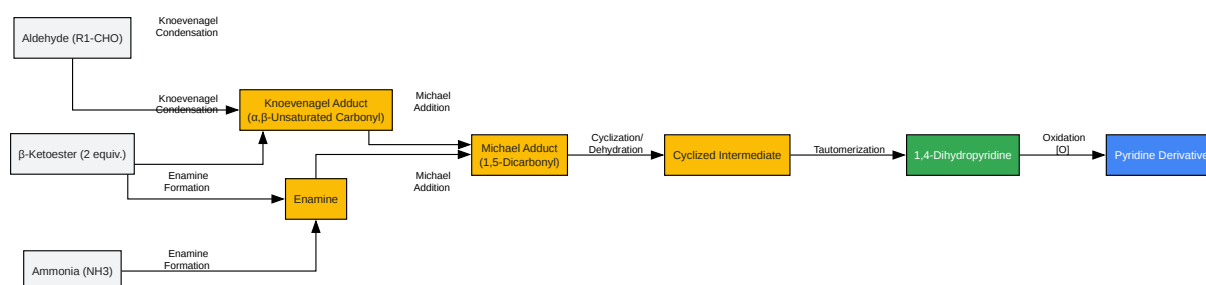 Knoevenagel
Condensation
Aldehyde (R1-CHO)
Knoevenagel
Condensation
Knoevenagel Adduct
(α,β-Unsaturated Carbonyl)
Michael
Addition
β-Ketoester (2 equiv.)
Enamine
Formation
Enamine
Michael
Addition
Michael Adduct
(1,5-Dicarbonyl)
Cyclization/
Dehydration
Cyclized Intermediate
Tautomerization
1,4-Dihydropyridine
Oxidation
[O]
Pyridine Derivative
Ammonia (NH3)
Enamine
Formation